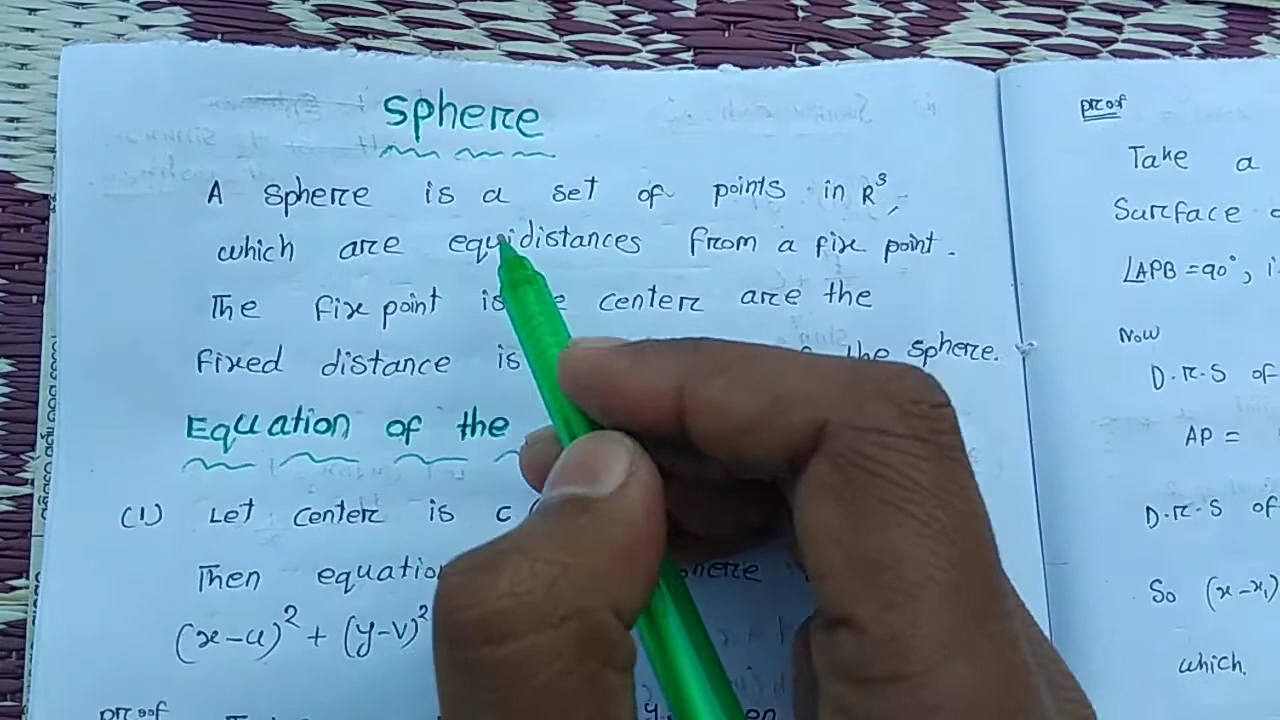 Sphere
A sphere is a set of points in R³,
which are equidistances from a fix point.
The fix point is center are the
fixed distance is the sphere.
Equation of the
(1) Let center is C
Then equation
(x-u)² + (y-v)²
proof
proof
Take a
Surface
∠APB = 90°, i
Now
D.r.s of
AP =
D.r.s of
So (x-x₁)
which.